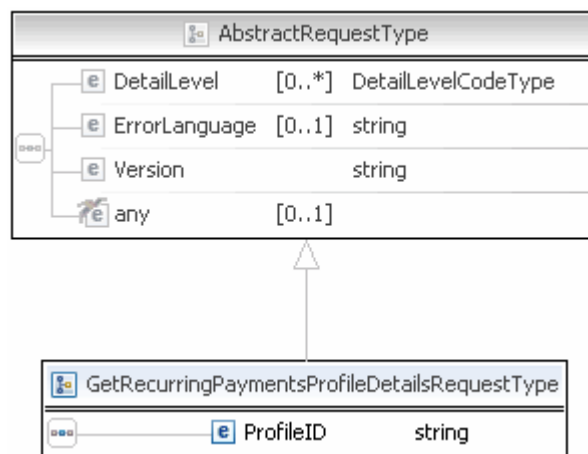 AbstractRequestType
e DetailLevel [0..*] DetailLevelCodeType
e ErrorLanguage [0..1] string
e Version string
e any [0..1]
GetRecurringPaymentsProfileDetailsRequestType
e ProfileID string